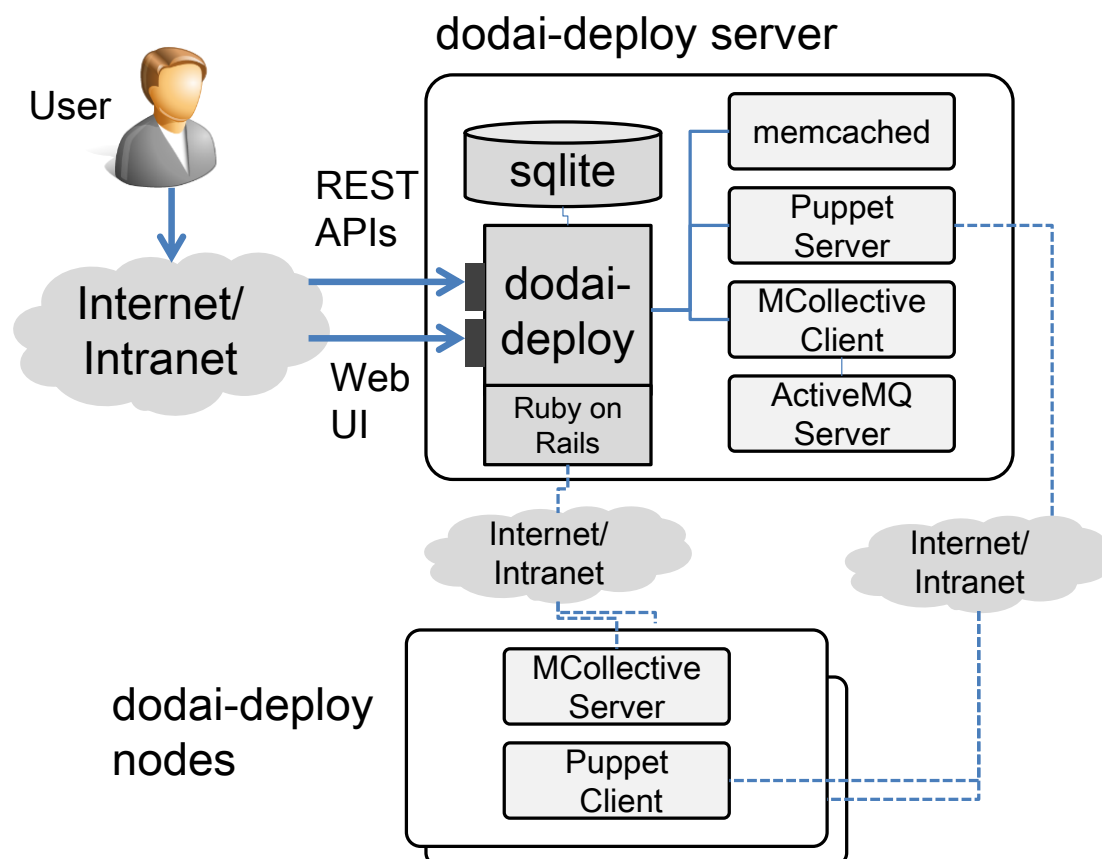 dodai-deploy server
User
REST
APIs
Internet/
Intranet
Web
UI
sqlite
dodai-
deploy
Ruby on
Rails
memcached
Puppet
Server
MCollective
Client
ActiveMQ
Server
Internet/
Intranet
Internet/
Intranet
dodai-deploy
nodes
MCollective
Server
Puppet
Client